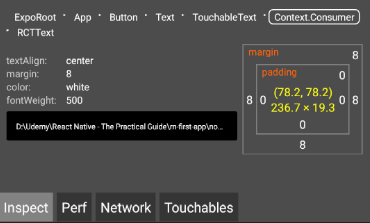 ExpoRoot ‣ App ‣ Button ‣ Text ‣ TouchableText ‣ Context.Consumer
‣ RCTText
textAlign: center
margin: 8
color: white
fontWeight: 500
D:\Udemy\React Native - The Practical Guide\rn-first-app\no...
margin
8
padding
0
8
0
(78.2, 78.2)
236.7 × 19.3
0
8
0
8
Inspect
Perf
Network
Touchables